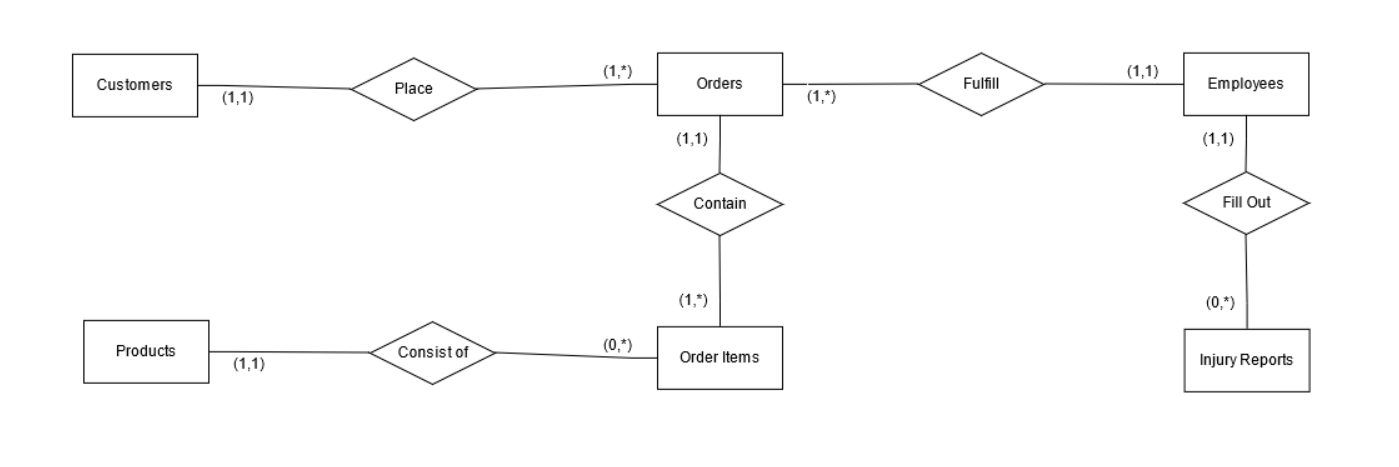 Customers
(1,1)
Place
(1,*)
Orders
(1,*)
Fulfill
(1,1)
Employees
(1,1)
Contain
(1,*)
(1,1)
Fill Out
(0,*)
Products
(1,1)
Consist of
(0,*)
Order Items
Injury Reports